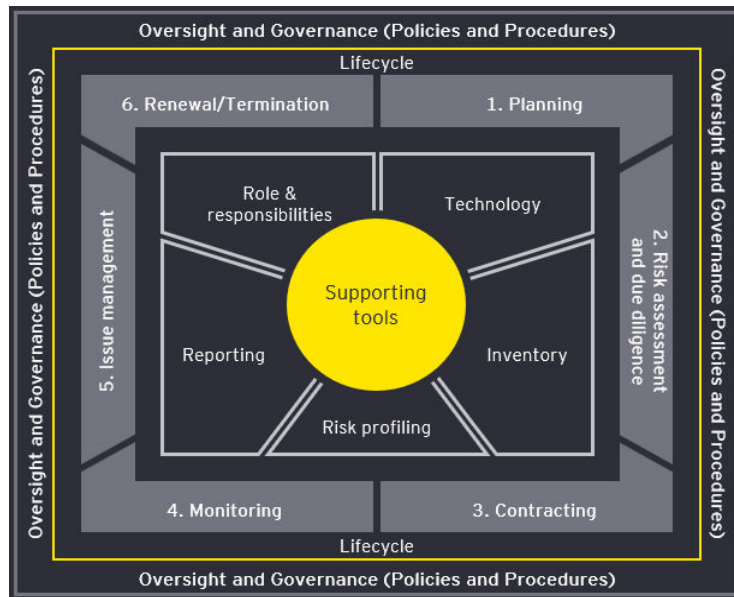 Oversight and Governance (Policies and Procedures)
Lifecycle
6. Renewal/Termination
1. Planning
Oversight and Governance (Policies and Procedures)
Oversight and Governance (Policies and Procedures)
5. Issue management
2. Risk assessment
and due diligence
Role &
responsibilities
Technology
Supporting
tools
Reporting
Inventory
Risk profiling
4. Monitoring
3. Contracting
Lifecycle
Oversight and Governance (Policies and Procedures)